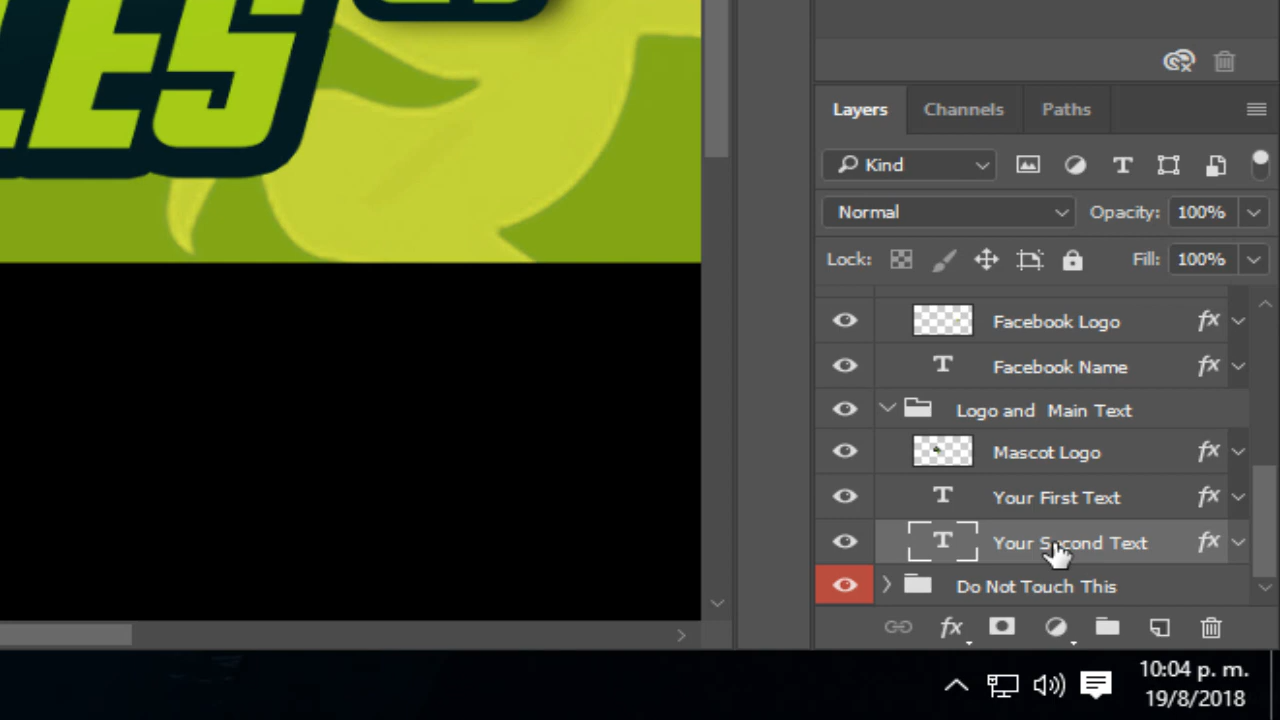 ES
Layers Channels Paths
Kind
Normal Opacity: 100%
Lock: Fill: 100%
Facebook Logo fx
T Facebook Name fx
Logo and Main Text
Mascot Logo fx
T Your First Text fx
T Your Second Text fx
Do Not Touch This
fx
10:04 p. m.
19/8/2018